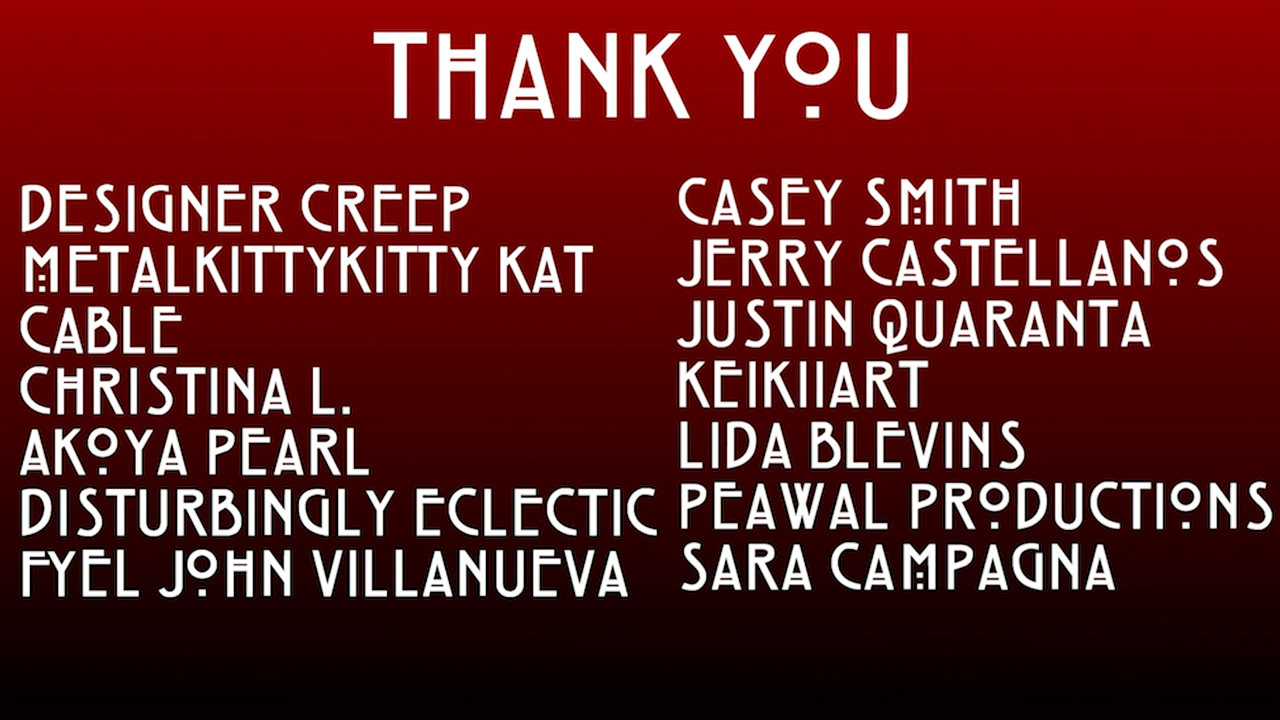 THANK YOU
DESIGNER CREEP
METALKITTYKITTY KAT
CABLE
CHRISTINA L.
AKOYA PEARL
DISTURBINGLY ECLECTIC
FYEL JOHN VILLANUEVA
CASEY SMITH
JERRY CASTELLANOS
JUSTIN QUARANTA
KEIKIIART
LIDA BLEVINS
PEAWAL PRODUCTIONS
SARA CAMPAGNA